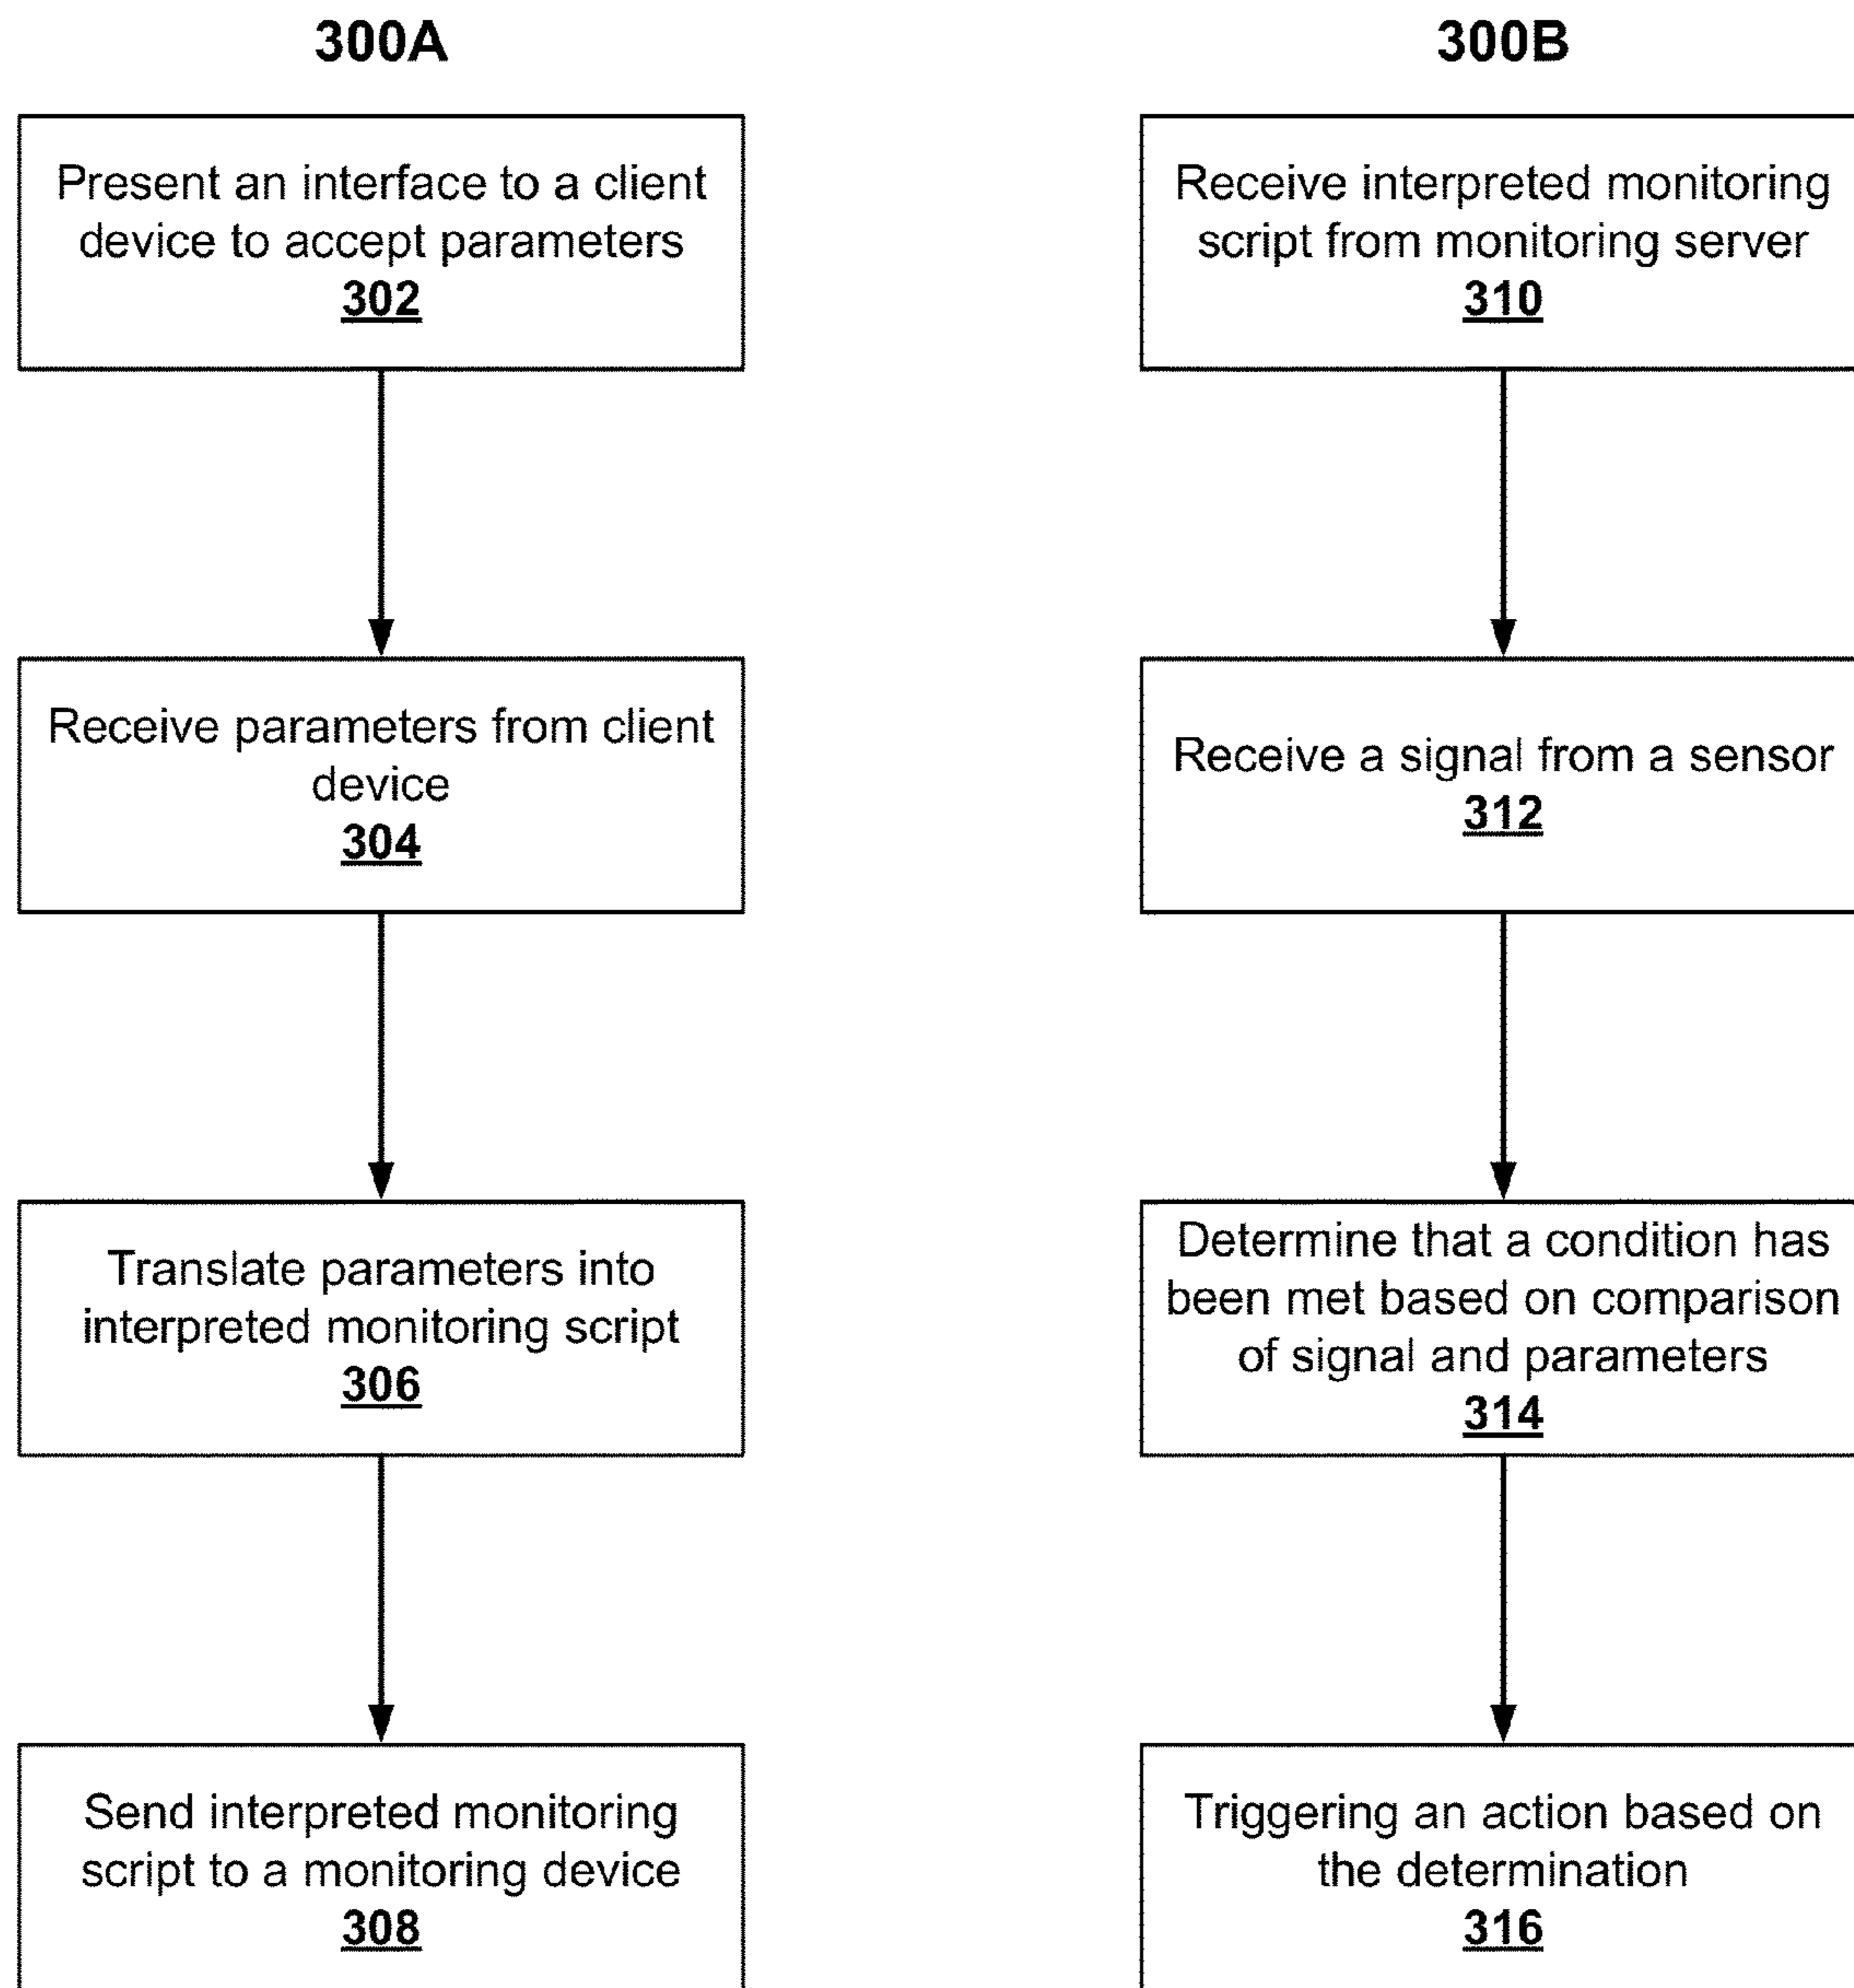 300A
Present an interface to a client
device to accept parameters
302
Receive parameters from client
device
304
Translate parameters into
interpreted monitoring script
306
Send interpreted monitoring
script to a monitoring device
308
300B
Receive interpreted monitoring
script from monitoring server
310
Receive a signal from a sensor
312
Determine that a condition has
been met based on comparison
of signal and parameters
314
Triggering an action based on
the determination
316